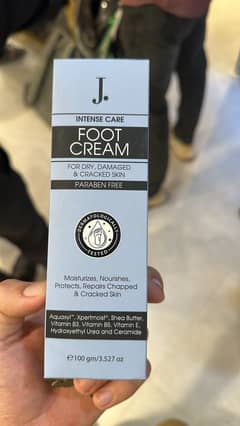 J.
INTENSE CARE
FOOT
CREAM
FOR DRY, DAMAGED
& CRACKED SKIN
PARABEN FREE
DERMATOLOGICALLY
TESTED
Moisturizes, Nourishes,
Protects, Repairs Chapped
& Cracked Skin
Aquaxyl™, Xpertmoist®, Shea Butter,
Vitamin B3, Vitamin B5, Vitamin E,
Hydroxyethyl Urea and Ceramide
℮100 gm/3.527 oz